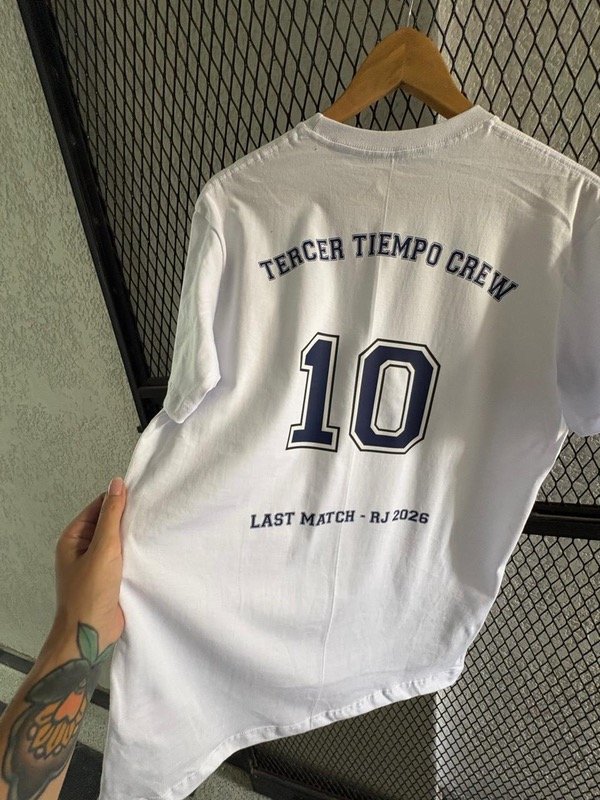 TERCER TIEMPO CREW
10
LAST MATCH - RJ 2026